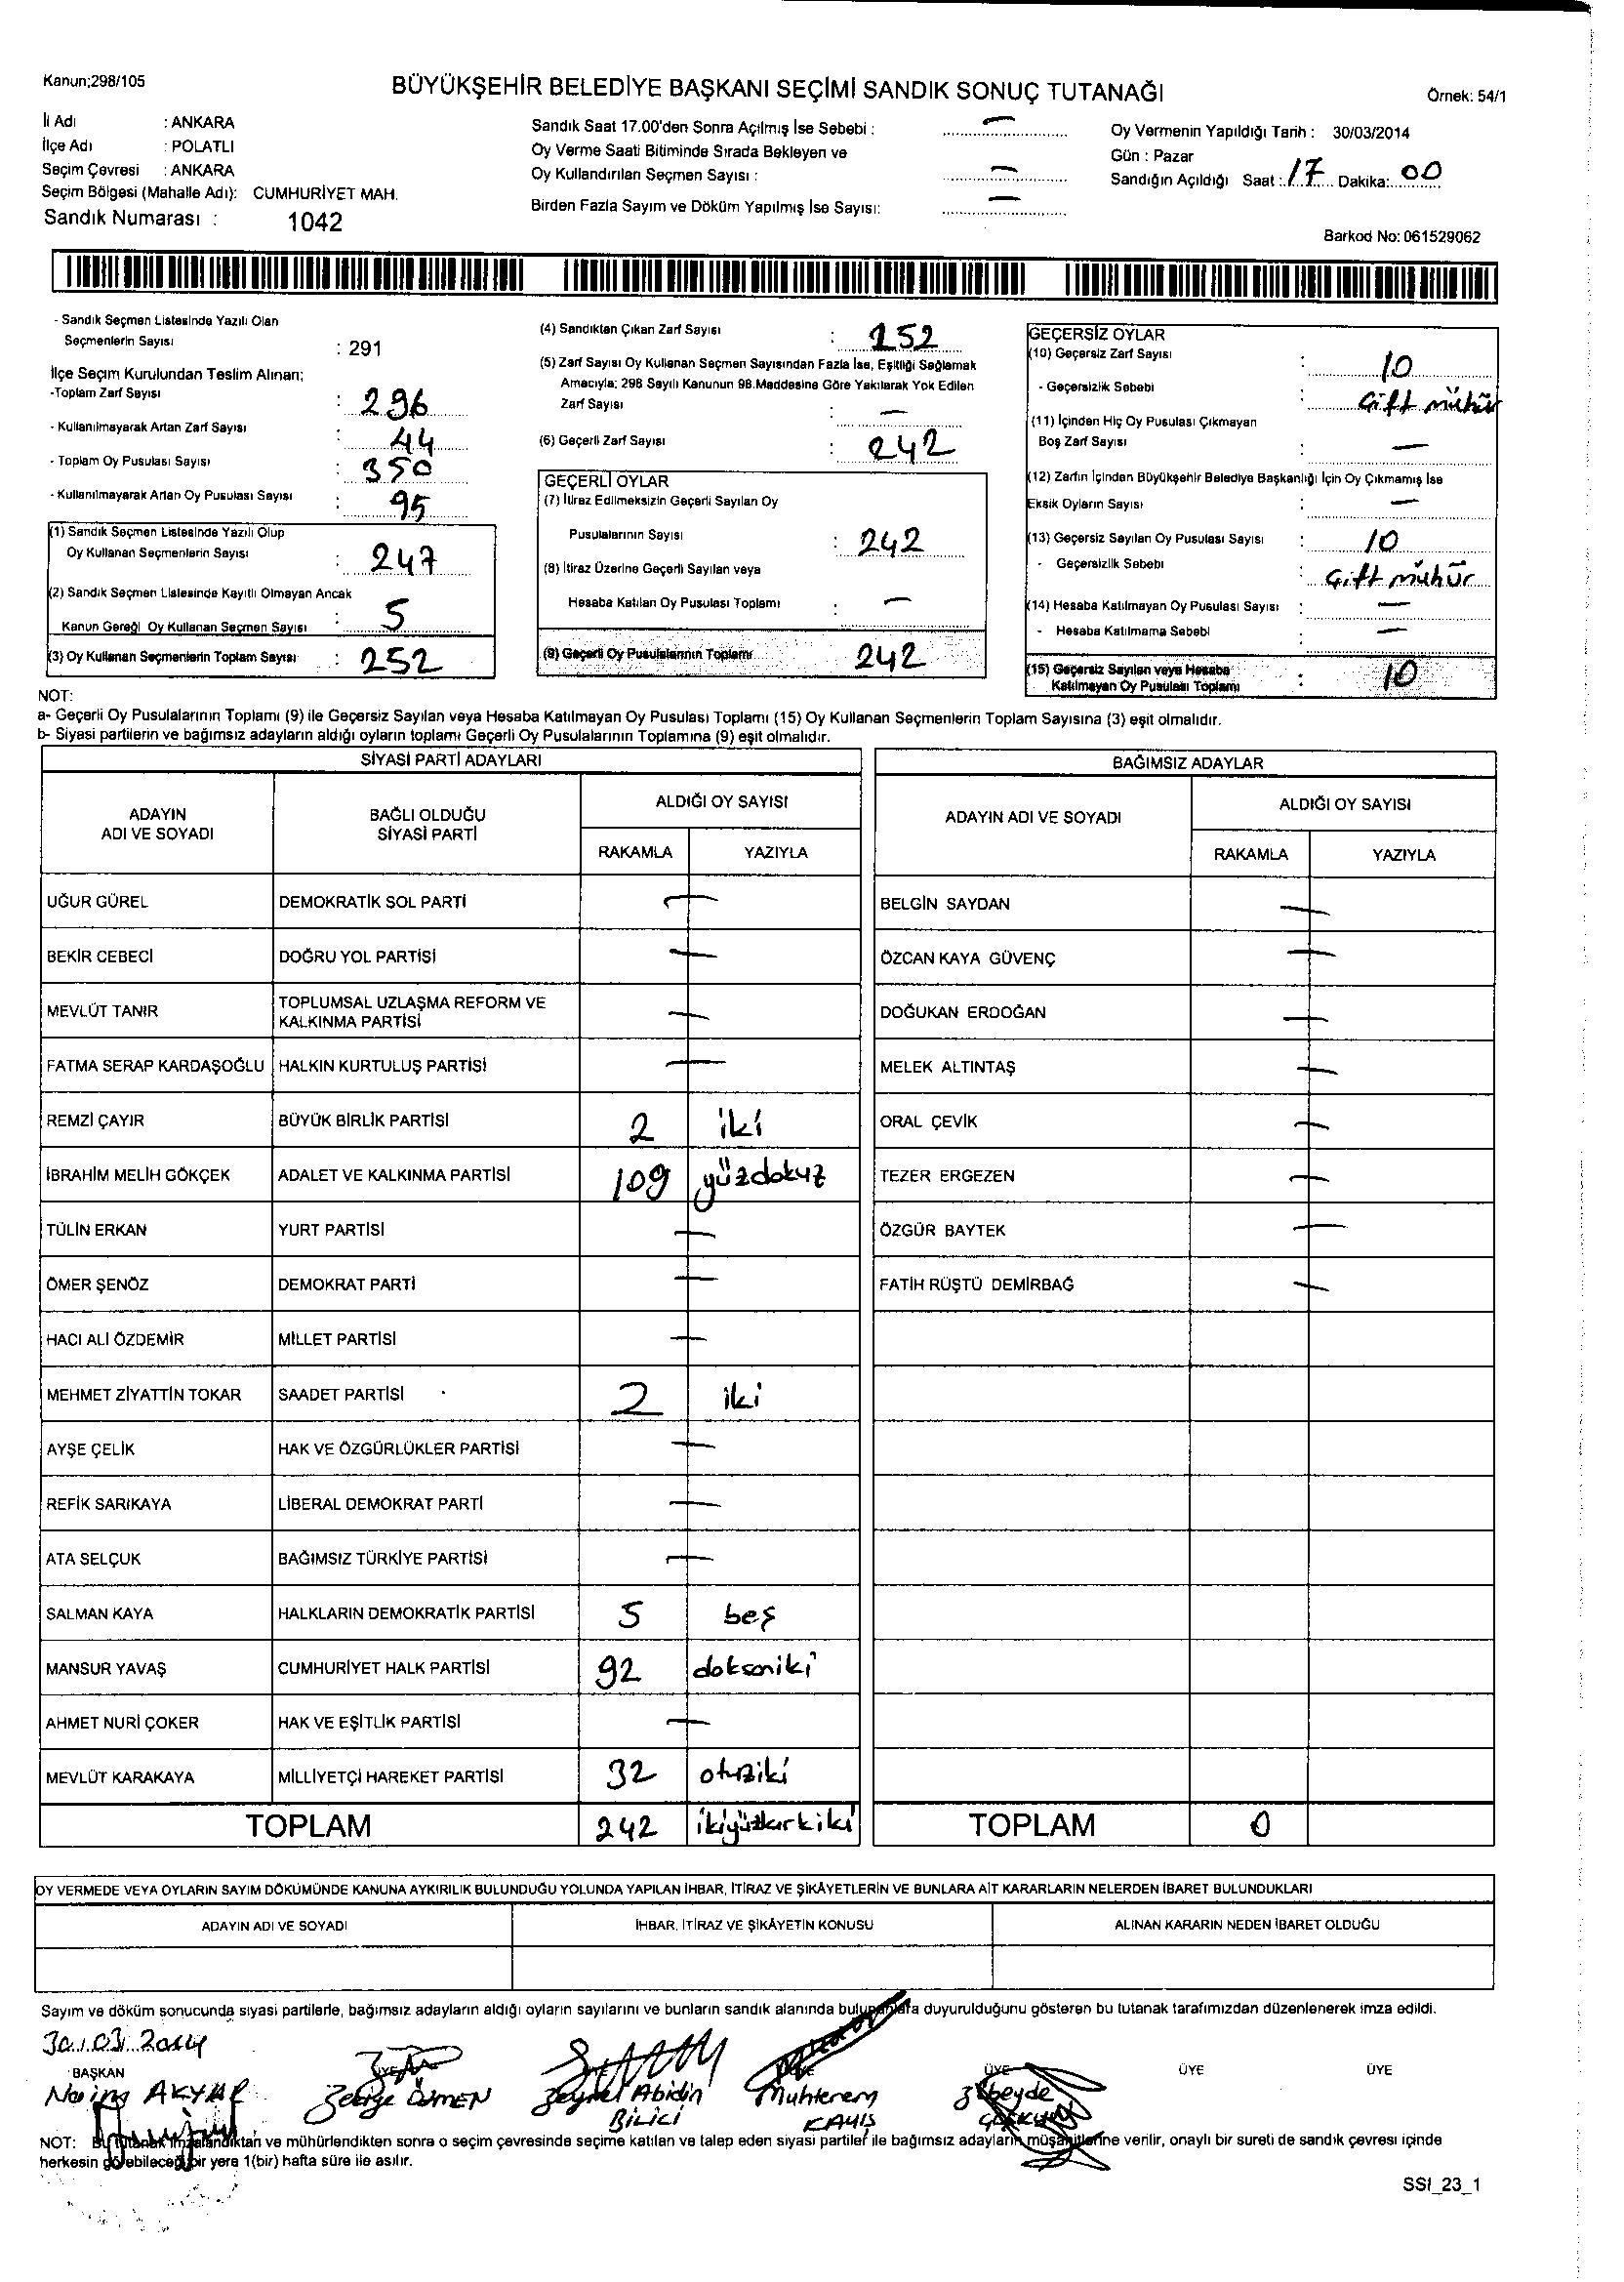 Kanun;298/105
BÜYÜKŞEHİR BELEDİYE BAŞKANI SEÇİMİ SANDIK SONUÇ TUTANAĞI
Örnek: 54/1
İli Adı : ANKARA
İlçe Adı : POLATLI
Seçim Çevresi : ANKARA
Seçim Bölgesi (Mahalle Adı): CUMHURİYET MAH.
Sandık Numarası : 1042
Sandık Saat 17.00'den Sonra Açılmış İse Sebebi : —
Oy Verme Saati Bitiminde Sırada Bekleyen ve
Oy Kullandırılan Seçmen Sayısı : —
Birden Fazla Sayım ve Döküm Yapılmış İse Sayısı: —
Oy Vermenin Yapıldığı Tarih : 30/03/2014
Gün : Pazar
Sandığın Açıldığı Saat : 17 Dakika: 00
Barkod No: 061529062
- Sandık Seçmen Listesinde Yazılı Olan
Seçmenlerin Sayısı : 291
İlçe Seçim Kurulundan Teslim Alınan;
-Toplam Zarf Sayısı : 296
- Kullanılmayarak Artan Zarf Sayısı : 44
- Toplam Oy Pusulası Sayısı : 350
- Kullanılmayarak Artan Oy Pusulası Sayısı : 95
(1) Sandık Seçmen Listesinde Yazılı Olup
Oy Kullanan Seçmenlerin Sayısı : 247
(2) Sandık Seçmen Listesinde Kayıtlı Olmayan Ancak
Kanun Gereği Oy Kullanan Seçmen Sayısı : 5
(3) Oy Kullanan Seçmenlerin Toplam Sayısı : 252
(4) Sandıktan Çıkan Zarf Sayısı : 252
(5) Zarf Sayısı Oy Kullanan Seçmen Sayısından Fazla İse, Eşitliği Sağlamak
Amacıyla; 298 Sayılı Kanunun 98.Maddesine Göre Yakılarak Yok Edilen
Zarf Sayısı : —
(6) Geçerli Zarf Sayısı : 242
GEÇERLİ OYLAR
(7) İtiraz Edilmeksizin Geçerli Sayılan Oy
Pusulalarının Sayısı : 242
(8) İtiraz Üzerine Geçerli Sayılan veya
Hesaba Katılan Oy Pusulası Toplamı : —
(9) Geçerli Oy Pusulalarının Toplamı 242
GEÇERSİZ OYLAR
(10) Geçersiz Zarf Sayısı : 10
- Geçersizlik Sebebi : Çift mühür
(11) İçinden Hiç Oy Pusulası Çıkmayan
Boş Zarf Sayısı : —
(12) Zarfın İçinden Büyükşehir Belediye Başkanlığı İçin Oy Çıkmamış İse
Eksik Oyların Sayısı : —
(13) Geçersiz Sayılan Oy Pusulası Sayısı : 10
- Geçersizlik Sebebi : Çift mühür
(14) Hesaba Katılmayan Oy Pusulası Sayısı : —
- Hesaba Katılmama Sebebi : —
(15) Geçersiz Sayılan veya Hesaba
Katılmayan Oy Pusulası Toplamı : 10
NOT:
a- Geçerli Oy Pusulalarının Toplamı (9) ile Geçersiz Sayılan veya Hesaba Katılmayan Oy Pusulası Toplamı (15) Oy Kullanan Seçmenlerin Toplam Sayısına (3) eşit olmalıdır.
b- Siyasi partilerin ve bağımsız adayların aldığı oyların toplamı Geçerli Oy Pusulalarının Toplamına (9) eşit olmalıdır.
SİYASİ PARTİ ADAYLARI
ADAYIN ADI VE SOYADI
BAĞLI OLDUĞU SİYASİ PARTİ
ALDIĞI OY SAYISI
RAKAMLA YAZIYLA
UĞUR GÜREL DEMOKRATİK SOL PARTİ —
BEKİR CEBECİ DOĞRU YOL PARTİSİ —
MEVLÜT TANIR TOPLUMSAL UZLAŞMA REFORM VE KALKINMA PARTİSİ —
FATMA SERAP KARDAŞOĞLU HALKIN KURTULUŞ PARTİSİ —
REMZİ ÇAYIR BÜYÜK BİRLİK PARTİSİ 2 iki
İBRAHİM MELİH GÖKÇEK ADALET VE KALKINMA PARTİSİ 109 yüzdokuz
TÜLİN ERKAN YURT PARTİSİ —
ÖMER ŞENÖZ DEMOKRAT PARTİ —
HACI ALİ ÖZDEMİR MİLLET PARTİSİ —
MEHMET ZİYATTİN TOKAR SAADET PARTİSİ 2 iki
AYŞE ÇELİK HAK VE ÖZGÜRLÜKLER PARTİSİ —
REFİK SARIKAYA LİBERAL DEMOKRAT PARTİ —
ATA SELÇUK BAĞIMSIZ TÜRKİYE PARTİSİ —
SALMAN KAYA HALKLARIN DEMOKRATİK PARTİSİ 5 beş
MANSUR YAVAŞ CUMHURİYET HALK PARTİSİ 92 doksaniki
AHMET NURİ ÇOKER HAK VE EŞİTLİK PARTİSİ —
MEVLÜT KARAKAYA MİLLİYETÇİ HAREKET PARTİSİ 32 otuziki
TOPLAM 242 ikiyüzkırkiki
BAĞIMSIZ ADAYLAR
ADAYIN ADI VE SOYADI
ALDIĞI OY SAYISI
RAKAMLA YAZIYLA
BELGİN SAYDAN —
ÖZCAN KAYA GÜVENÇ —
DOĞUKAN ERDOĞAN —
MELEK ALTINTAŞ —
ORAL ÇEVİK —
TEZER ERGEZEN —
ÖZGÜR BAYTEK —
FATİH RÜŞTÜ DEMİRBAĞ —
TOPLAM 0
OY VERMEDE VEYA OYLARIN SAYIM DÖKÜMÜNDE KANUNA AYKIRILIK BULUNDUĞU YOLUNDA YAPILAN İHBAR, İTİRAZ VE ŞİKÂYETLERİN VE BUNLARA AİT KARARLARIN NELERDEN İBARET BULUNDUKLARI
ADAYIN ADI VE SOYADI İHBAR, İTİRAZ VE ŞİKÂYETİN KONUSU ALINAN KARARIN NEDEN İBARET OLDUĞU
Sayım ve döküm sonucunda siyasi partilerle, bağımsız adayların aldığı oyların sayılarını ve bunların sandık alanında bulunanlara duyurulduğunu gösteren bu tutanak tarafımızdan düzenlenerek imza edildi.
30.03.2014
BAŞKAN ÜYE ÜYE ÜYE
Zeynel Abidin BİLİCİ
Muhterem KAYIŞ
Zübeyde
NOT: Bu tutanak imzalandıktan ve mühürlendikten sonra o seçim çevresinde seçime katılan ve talep eden siyasi partiler ile bağımsız adayların müşahitlerine verilir, onaylı bir sureti de sandık çevresi içinde
herkesin görebileceği bir yere 1(bir) hafta süre ile asılır.
SSI_23_1